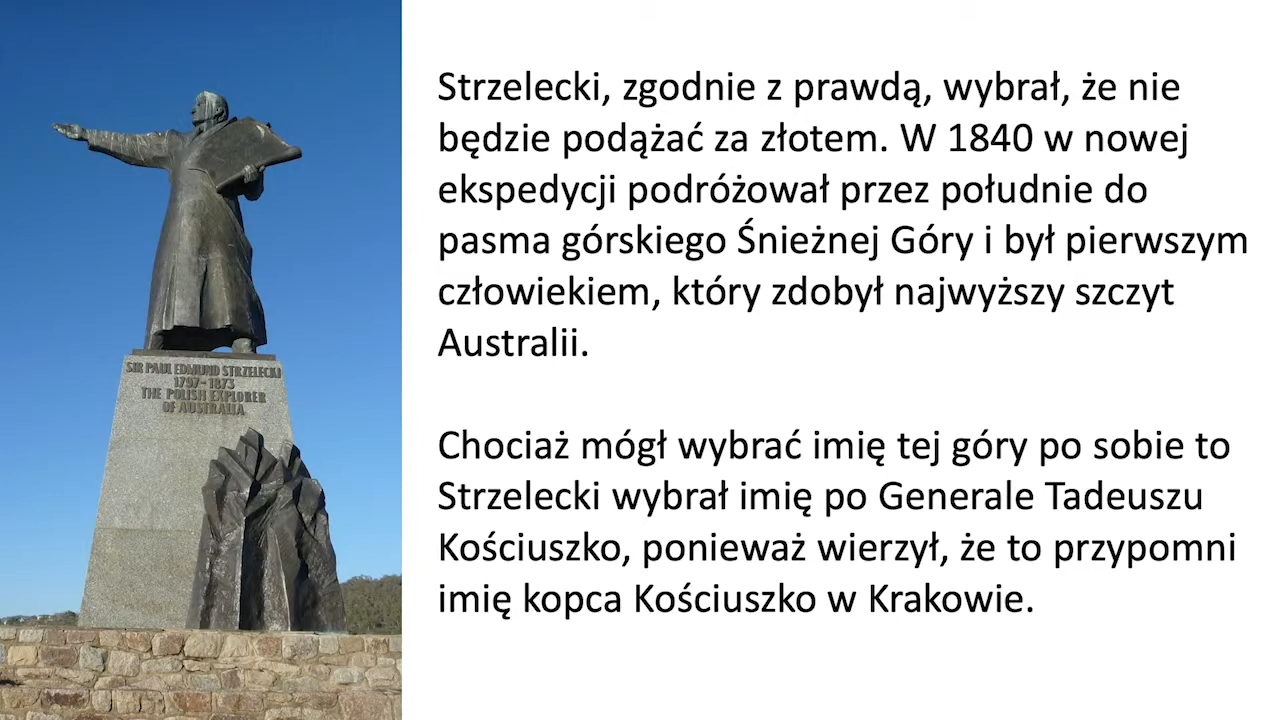 Strzelecki, zgodnie z prawdą, wybrał, że nie
będzie podążać za złotem. W 1840 w nowej
ekspedycji podróżował przez południe do
pasma górskiego Śnieżnej Góry i był pierwszym
człowiekiem, który zdobył najwyższy szczyt
Australii.
Chociaż mógł wybrać imię tej góry po sobie to
Strzelecki wybrał imię po Generale Tadeuszu
Kościuszko, ponieważ wierzył, że to przypomni
imię kopca Kościuszko w Krakowie.
SIR PAUL EDMUND STRZELECKI
1797-1873
THE POLISH EXPLORER
OF AUSTRALIA